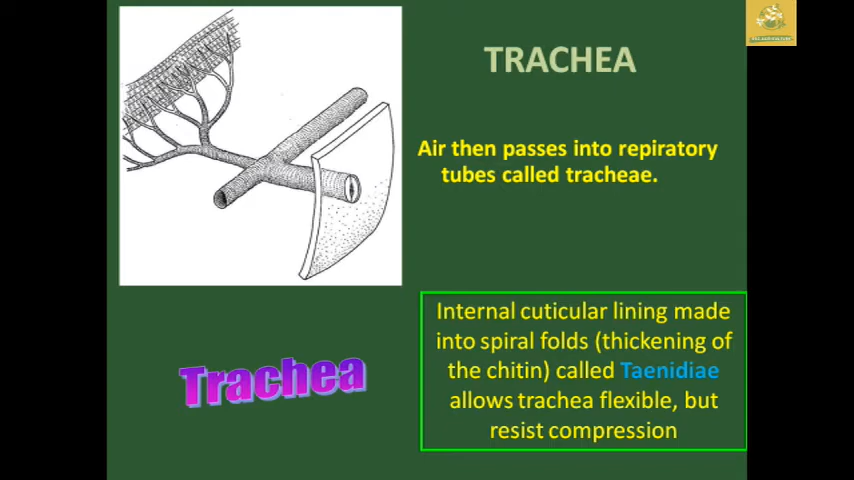 TRACHEA
Air then passes into repiratory
tubes called tracheae.
Internal cuticular lining made
into spiral folds (thickening of
the chitin) called Taenidiae
allows trachea flexible, but
resist compression
Trachea